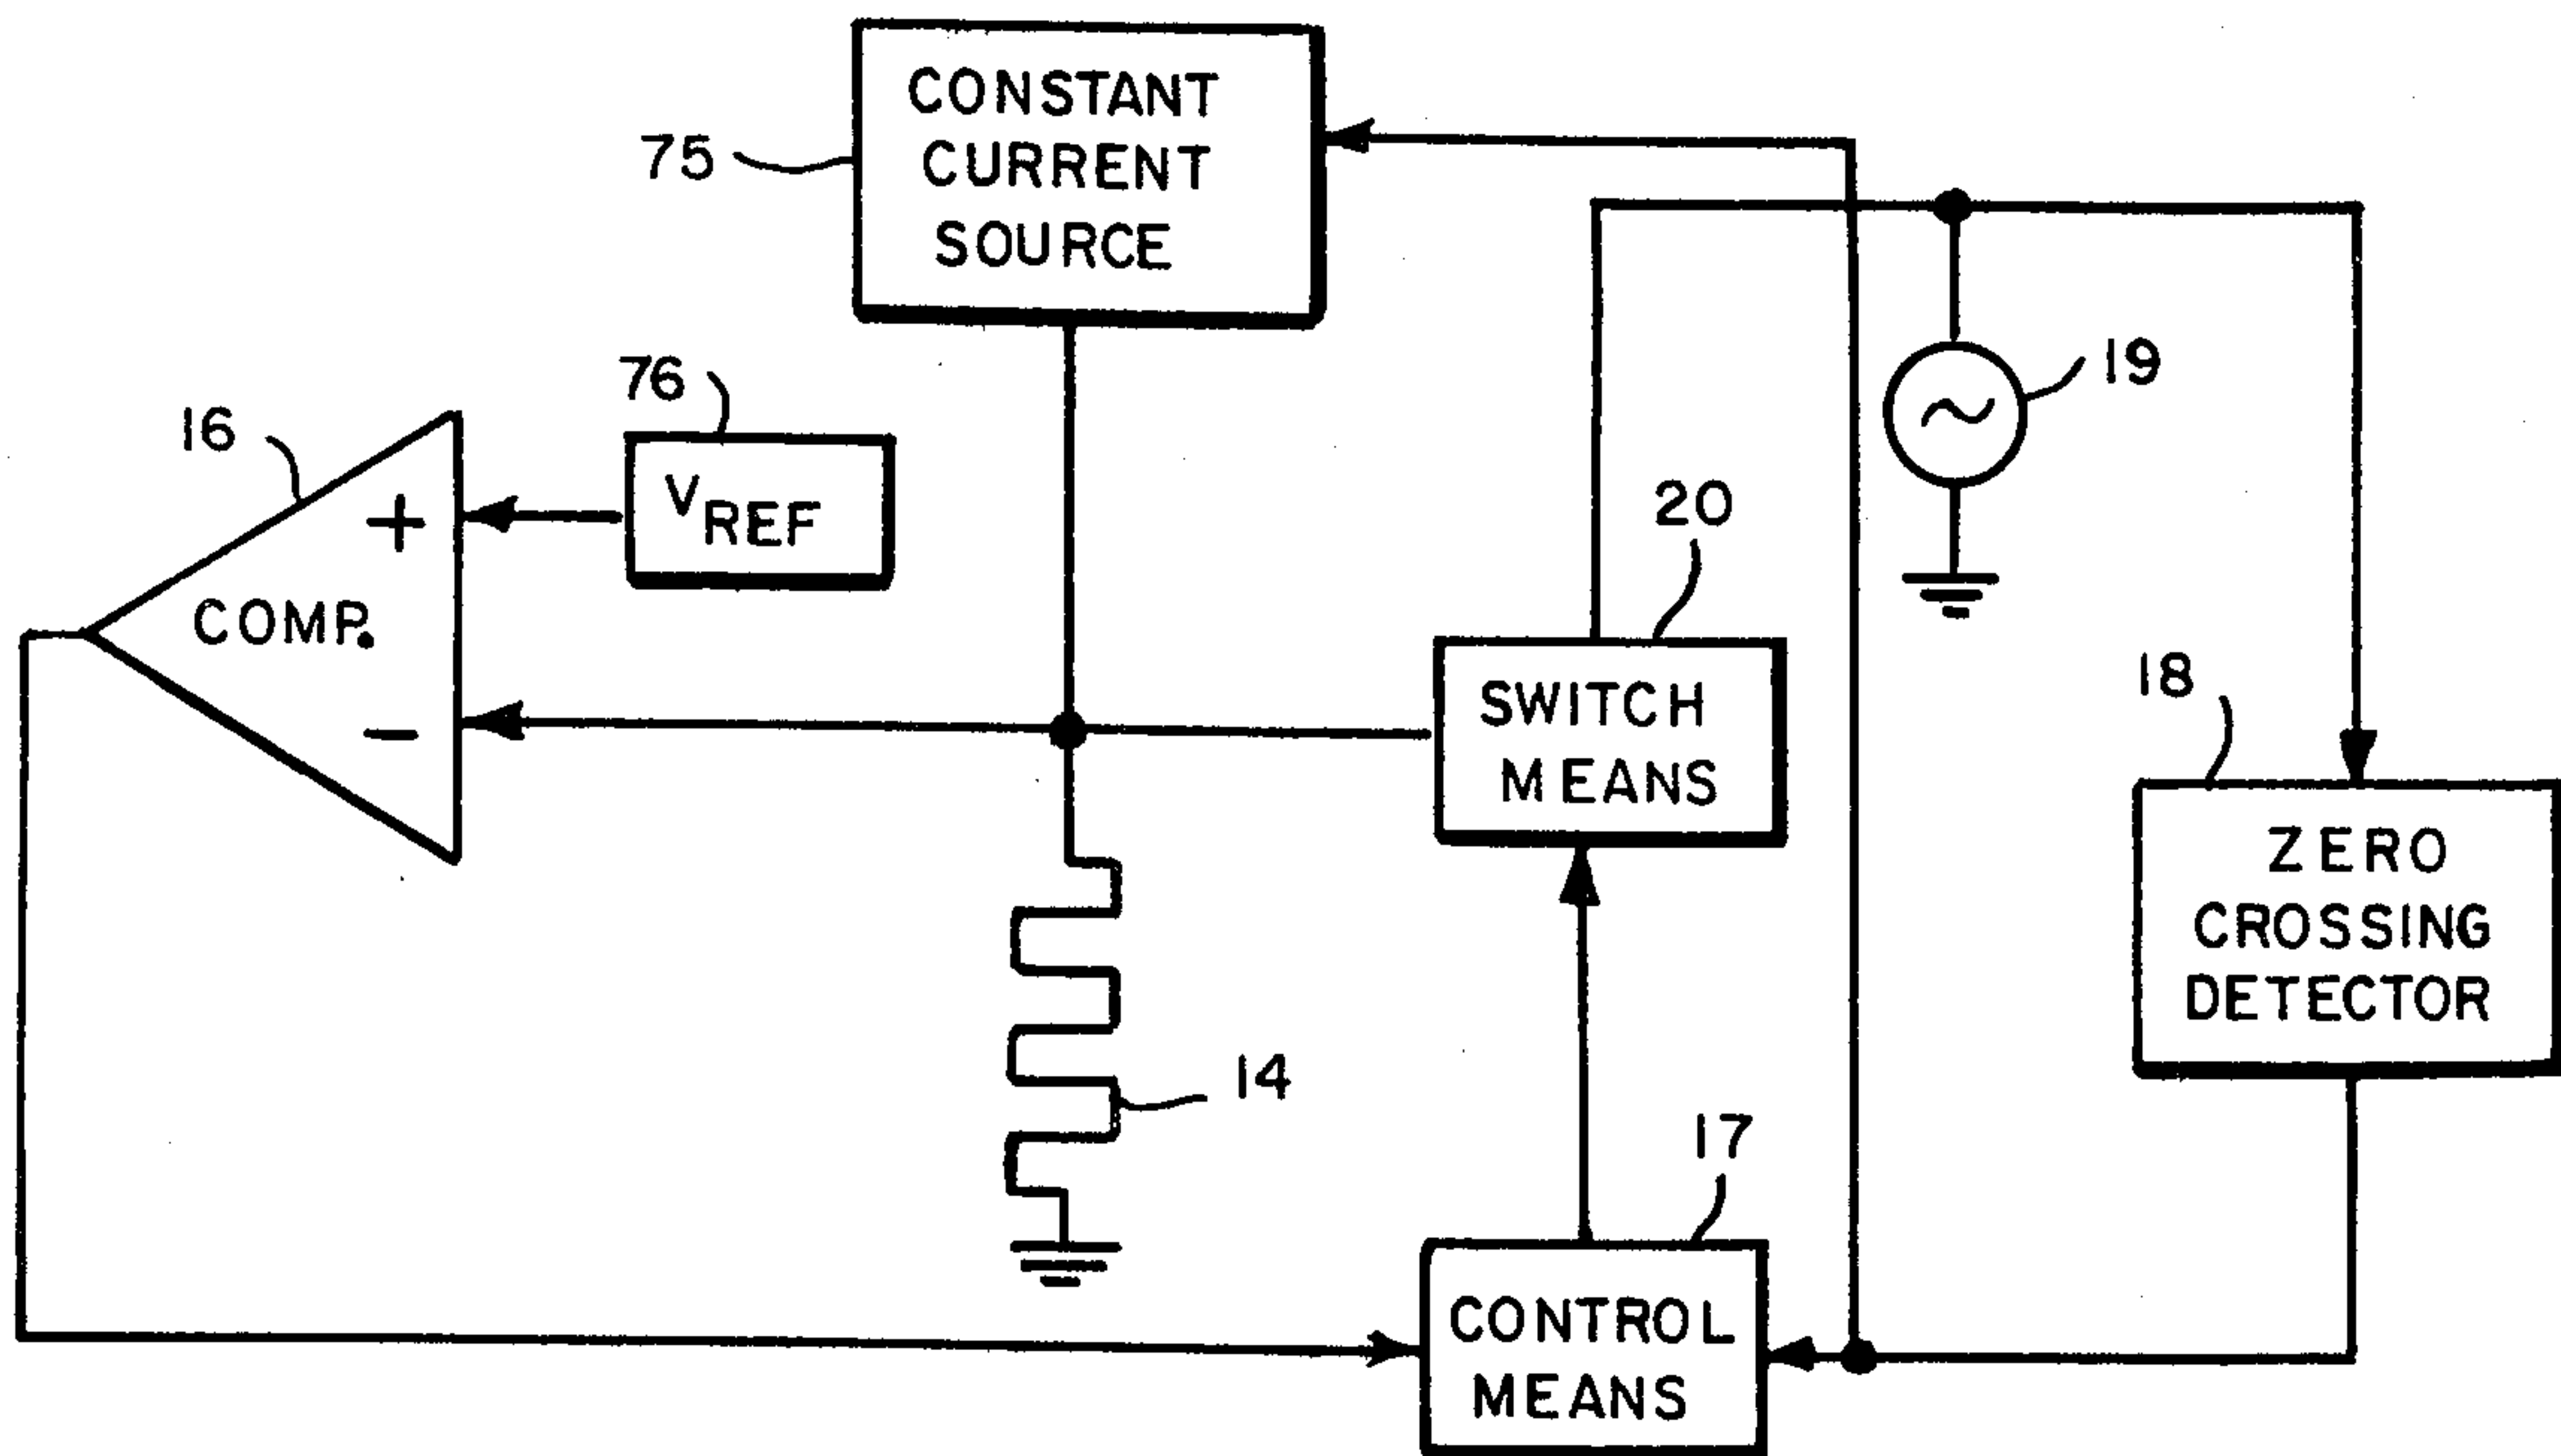 CONSTANT
CURRENT
SOURCE
75
76
16
V REF
+
COMP.
−
19
20
SWITCH
MEANS
18
ZERO
CROSSING
DETECTOR
14
17
CONTROL
MEANS